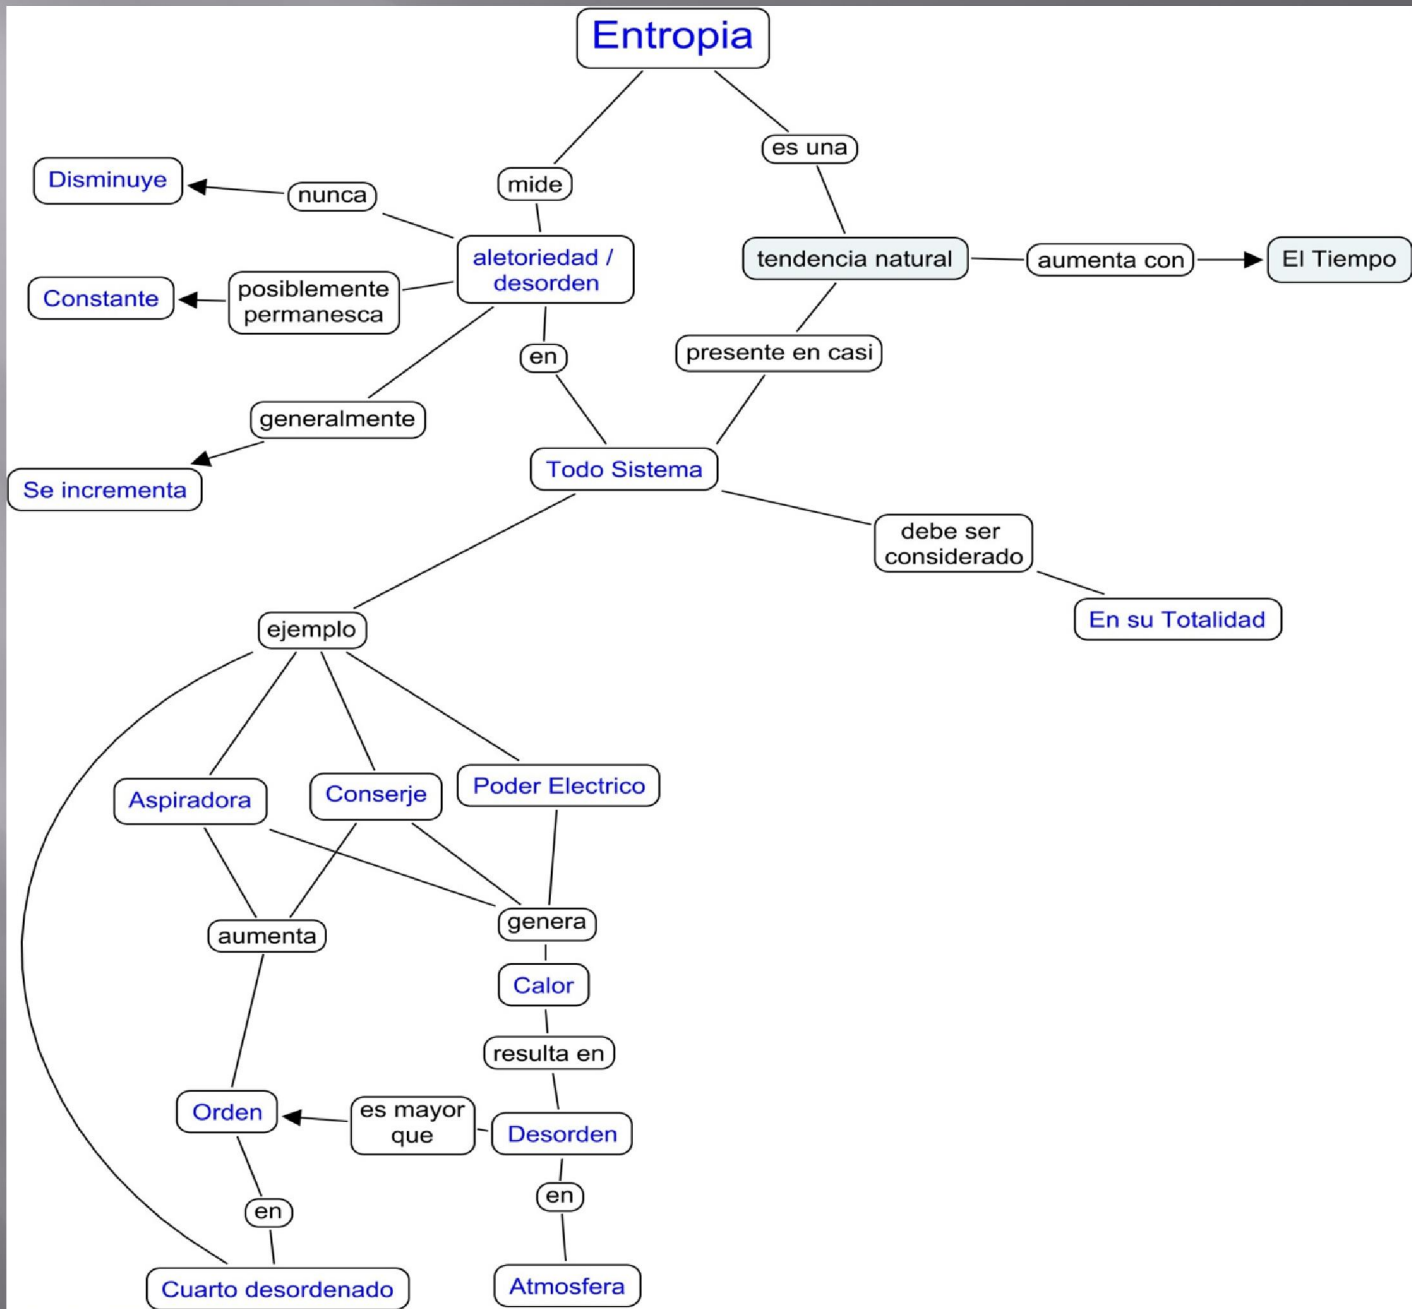 Entropia
es una
mide
Disminuye
nunca
aletoriedad /
desorden
tendencia natural
aumenta con
El Tiempo
Constante
posiblemente
permanesca
en
presente en casi
generalmente
Se incrementa
Todo Sistema
debe ser
considerado
En su Totalidad
ejemplo
Aspiradora
Conserje
Poder Electrico
aumenta
genera
Calor
resulta en
Orden
es mayor
que
Desorden
en
en
Cuarto desordenado
Atmosfera